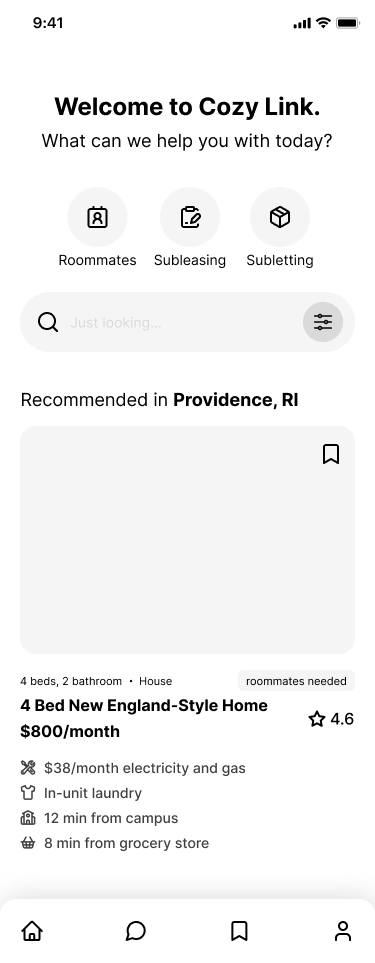 9:41
Welcome to Cozy Link.
What can we help you with today?
Roommates Subleasing Subletting
Just looking...
Recommended in Providence, RI
4 beds, 2 bathroom • House roommates needed
4 Bed New England-Style Home
$800/month
4.6
$38/month electricity and gas
In-unit laundry
12 min from campus
8 min from grocery store